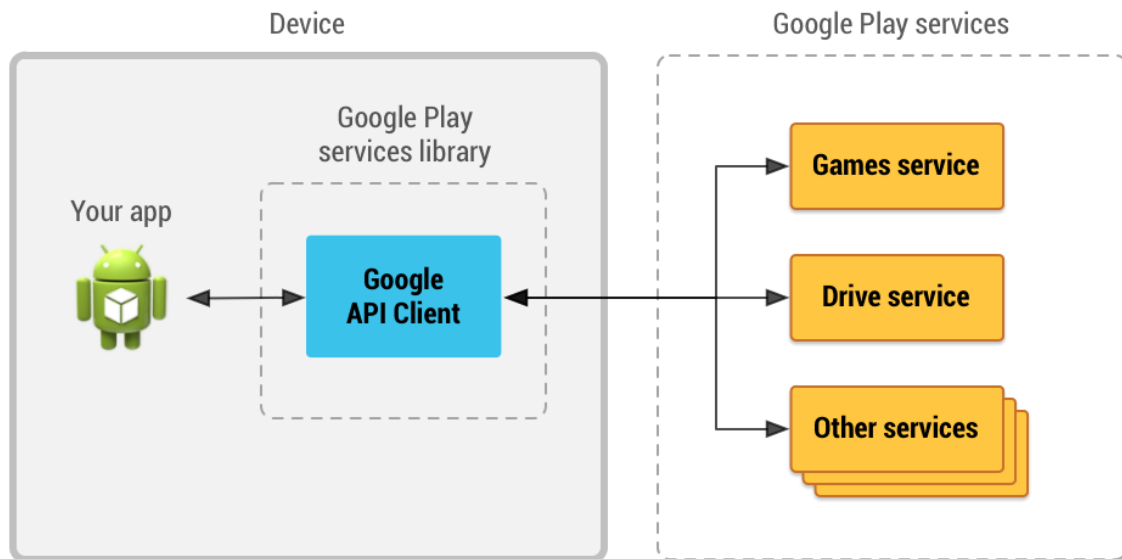 Device
Google Play services
Google Play
services library
Your app
Google
API Client
Games service
Drive service
Other services